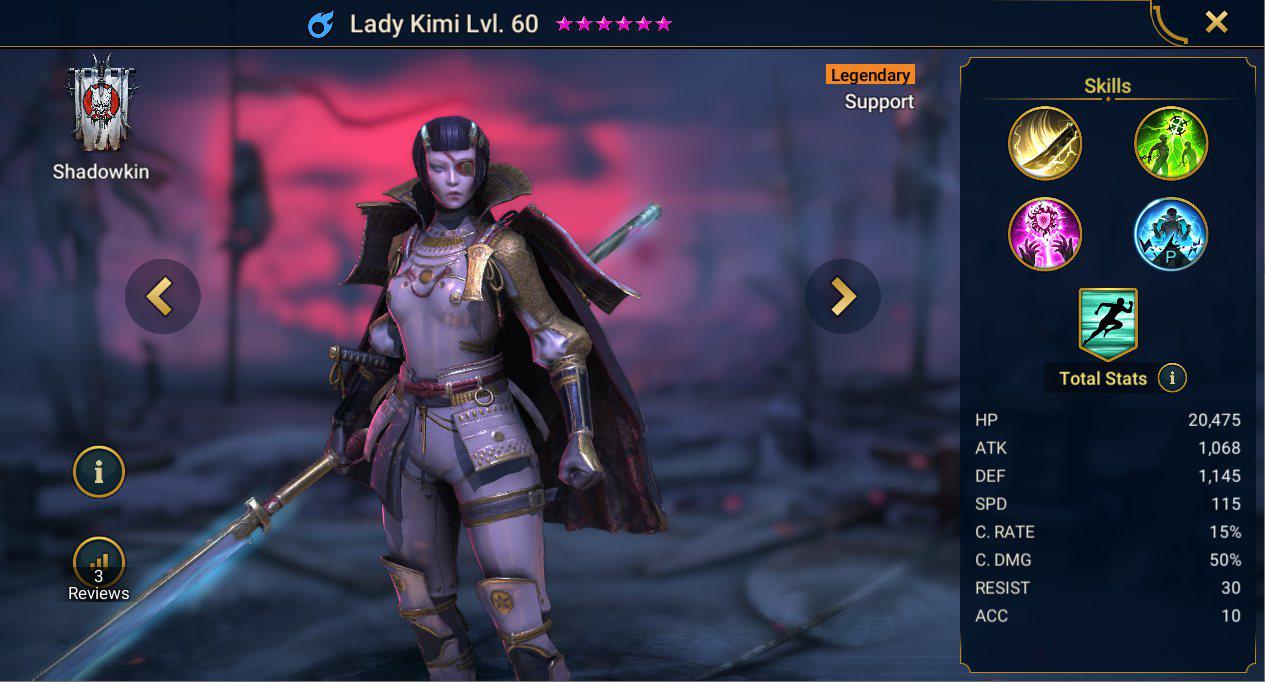 Lady Kimi Lvl. 60
Shadowkin
Legendary
Support
3
Reviews
Skills
P
Total Stats
HP 20,475
ATK 1,068
DEF 1,145
SPD 115
C. RATE 15%
C. DMG 50%
RESIST 30
ACC 10